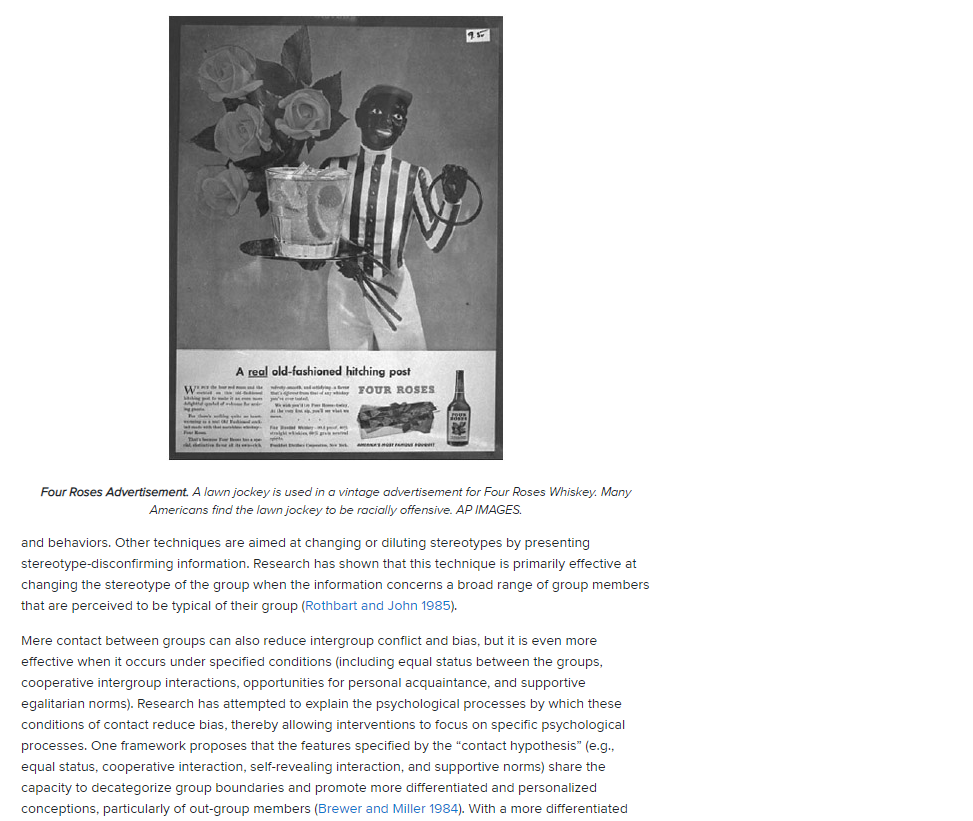 A real old-fashioned hitching post
FOUR ROSES
FOUR
ROSES
AMERICA'S MOST FAMOUS BOUQUET
Four Roses Advertisement. A lawn jockey is used in a vintage advertisement for Four Roses Whiskey. Many
Americans find the lawn jockey to be racially offensive. AP IMAGES.
and behaviors. Other techniques are aimed at changing or diluting stereotypes by presenting
stereotype-disconfirming information. Research has shown that this technique is primarily effective at
changing the stereotype of the group when the information concerns a broad range of group members
that are perceived to be typical of their group (Rothbart and John 1985).
Mere contact between groups can also reduce intergroup conflict and bias, but it is even more
effective when it occurs under specified conditions (including equal status between the groups,
cooperative intergroup interactions, opportunities for personal acquaintance, and supportive
egalitarian norms). Research has attempted to explain the psychological processes by which these
conditions of contact reduce bias, thereby allowing interventions to focus on specific psychological
processes. One framework proposes that the features specified by the “contact hypothesis” (e.g.,
equal status, cooperative interaction, self-revealing interaction, and supportive norms) share the
capacity to decategorize group boundaries and promote more differentiated and personalized
conceptions, particularly of out-group members (Brewer and Miller 1984). With a more differentiated